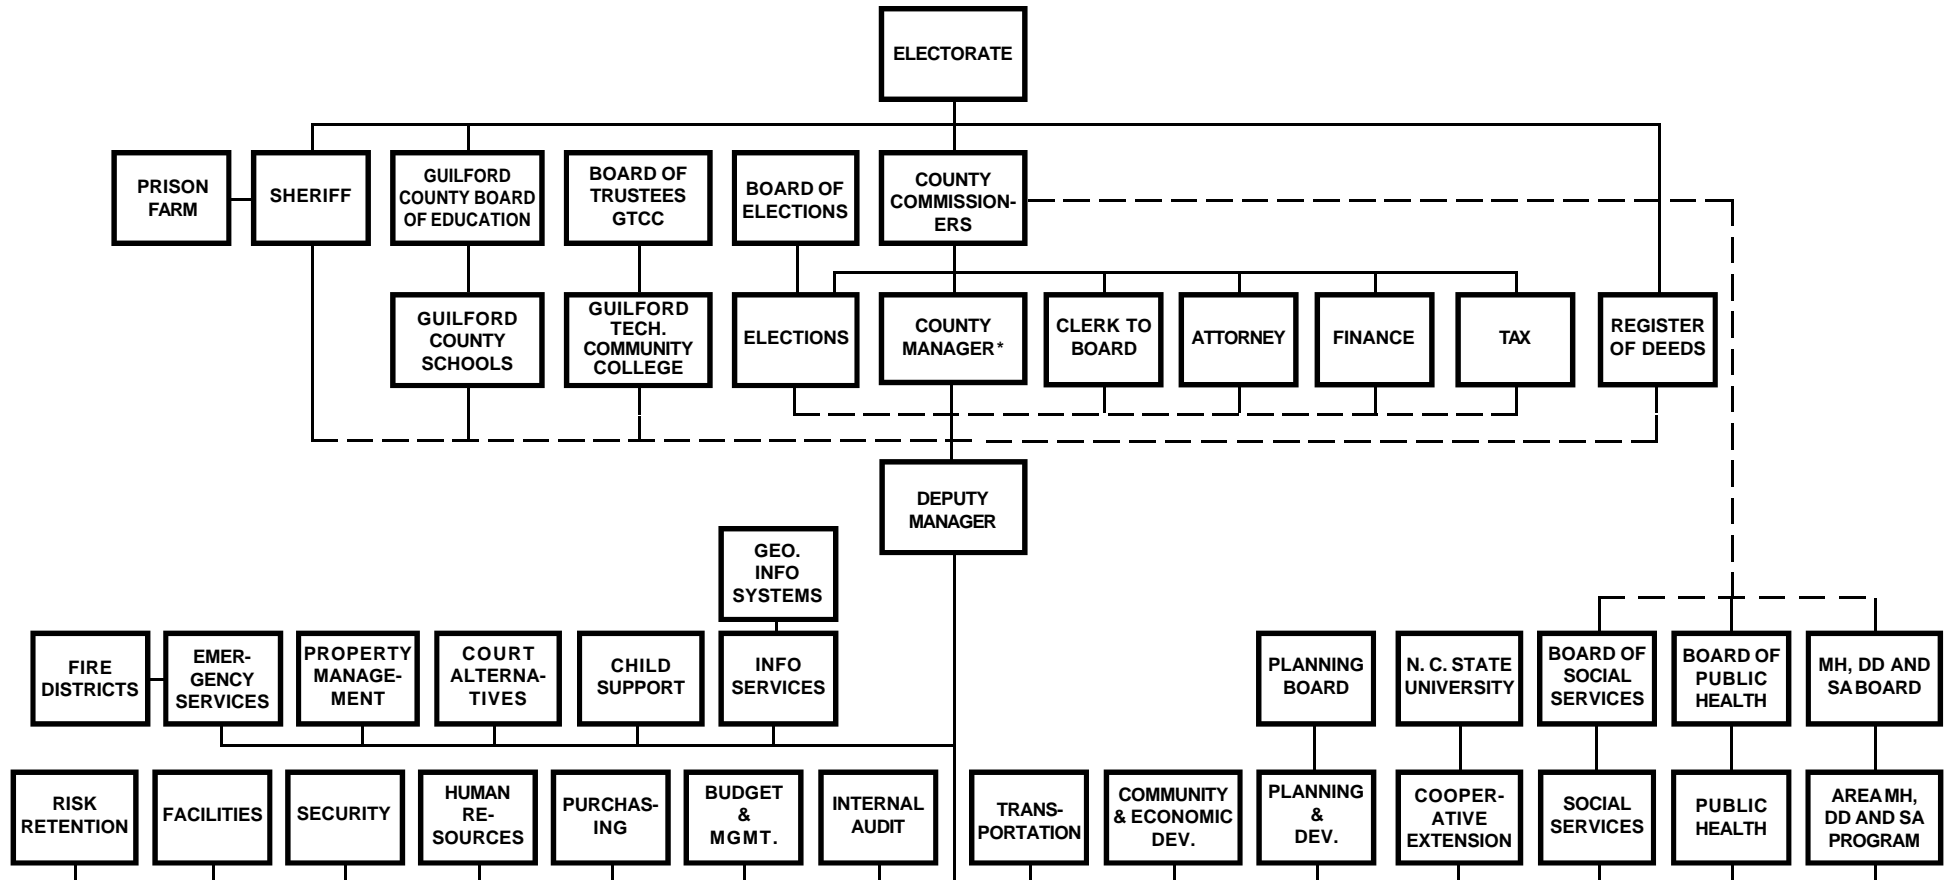 ELECTORATE
PRISON
FARM
SHERIFF
GUILFORD
COUNTY BOARD
OF EDUCATION
BOARD OF
TRUSTEES
GTCC
BOARD OF
ELECTIONS
COUNTY
COMMISSION-
ERS
GUILFORD
COUNTY
SCHOOLS
GUILFORD
TECH.
COMMUNITY
COLLEGE
ELECTIONS
COUNTY
MANAGER*
CLERK TO
BOARD
ATTORNEY
FINANCE
TAX
REGISTER
OF DEEDS
DEPUTY
MANAGER
GEO.
INFO
SYSTEMS
FIRE
DISTRICTS
EMER-
GENCY
SERVICES
PROPERTY
MANAGE-
MENT
COURT
ALTERNA-
TIVES
CHILD
SUPPORT
INFO
SERVICES
PLANNING
BOARD
N. C. STATE
UNIVERSITY
BOARD OF
SOCIAL
SERVICES
BOARD OF
PUBLIC
HEALTH
MH, DD AND
SA BOARD
RISK
RETENTION
FACILITIES
SECURITY
HUMAN
RE-
SOURCES
PURCHAS-
ING
BUDGET
&
MGMT.
INTERNAL
AUDIT
TRANS-
PORTATION
COMMUNITY
& ECONOMIC
DEV.
PLANNING
&
DEV.
COOPER-
ATIVE
EXTENSION
SOCIAL
SERVICES
PUBLIC
HEALTH
AREA MH,
DD AND SA
PROGRAM